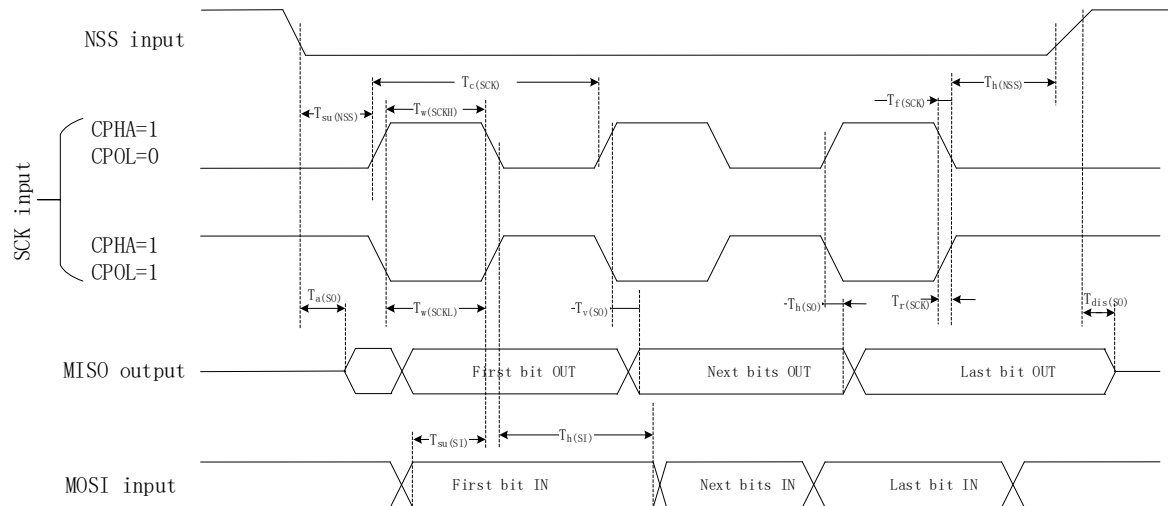 NSS input
Tc(SCK)
Tsu(NSS)
Tw(SCKH)
Tf(SCK)
Th(NSS)
SCK input
CPHA=1
CPOL=0
CPHA=1
CPOL=1
Ta(SO)
Tw(SCKL)
Tv(SO)
Th(SO)
Tr(SCK)
Tdis(SO)
MISO output
First bit OUT
Next bits OUT
Last bit OUT
Tsu(SI)
Th(SI)
MOSI input
First bit IN
Next bits IN
Last bit IN